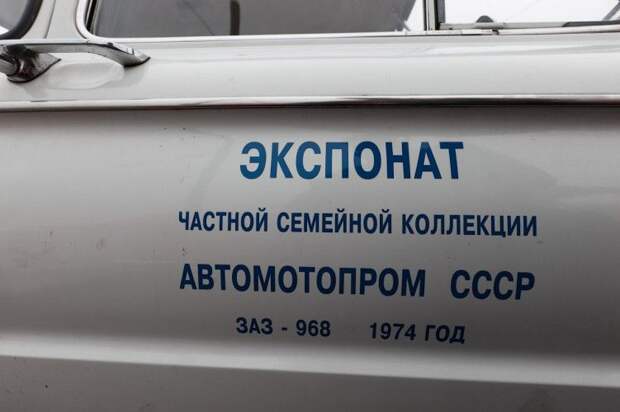 ЭКСПОНАТ
ЧАСТНОЙ СЕМЕЙНОЙ КОЛЛЕКЦИИ
АВТОМОТОПРОМ СССР
ЗАЗ - 968 1974 ГОД